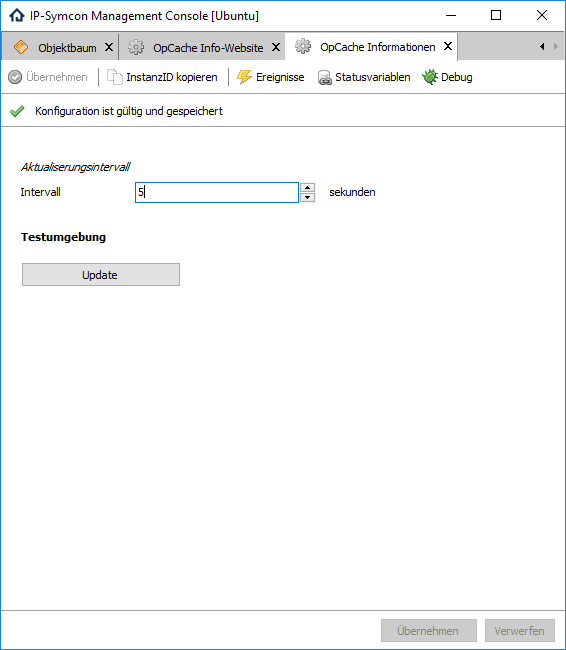 IP-Symcon Management Console [Ubuntu]
Objektbaum OpCache Info-Website OpCache Informationen
Übernehmen InstanzID kopieren Ereignisse Statusvariablen Debug
Konfiguration ist gültig und gespeichert
Aktualiserungsintervall
Intervall 5 sekunden
Testumgebung
Update
Übernehmen Verwerfen